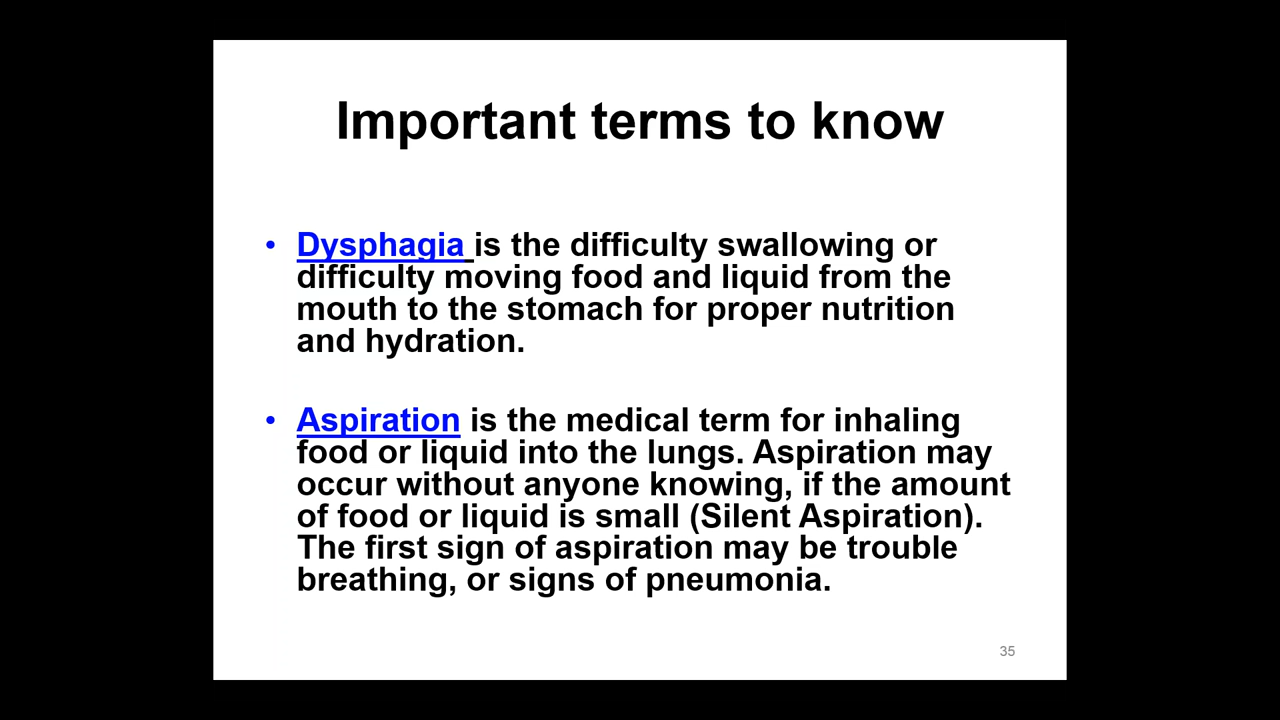 Important terms to know
• Dysphagia is the difficulty swallowing or
difficulty moving food and liquid from the
mouth to the stomach for proper nutrition
and hydration.
• Aspiration is the medical term for inhaling
food or liquid into the lungs. Aspiration may
occur without anyone knowing, if the amount
of food or liquid is small (Silent Aspiration).
The first sign of aspiration may be trouble
breathing, or signs of pneumonia.
35